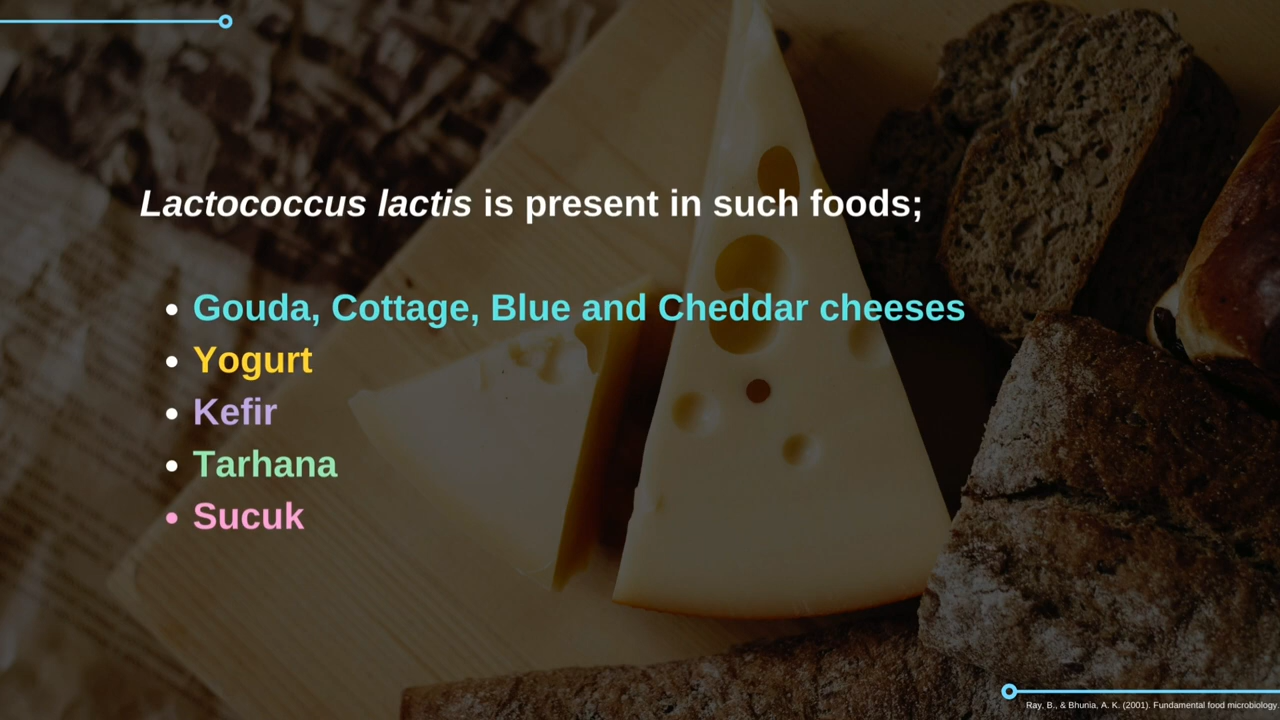 Lactococcus lactis is present in such foods;
• Gouda, Cottage, Blue and Cheddar cheeses
• Yogurt
• Kefir
• Tarhana
• Sucuk
Ray, B., & Bhunia, A. K. (2001). Fundamental food microbiology.